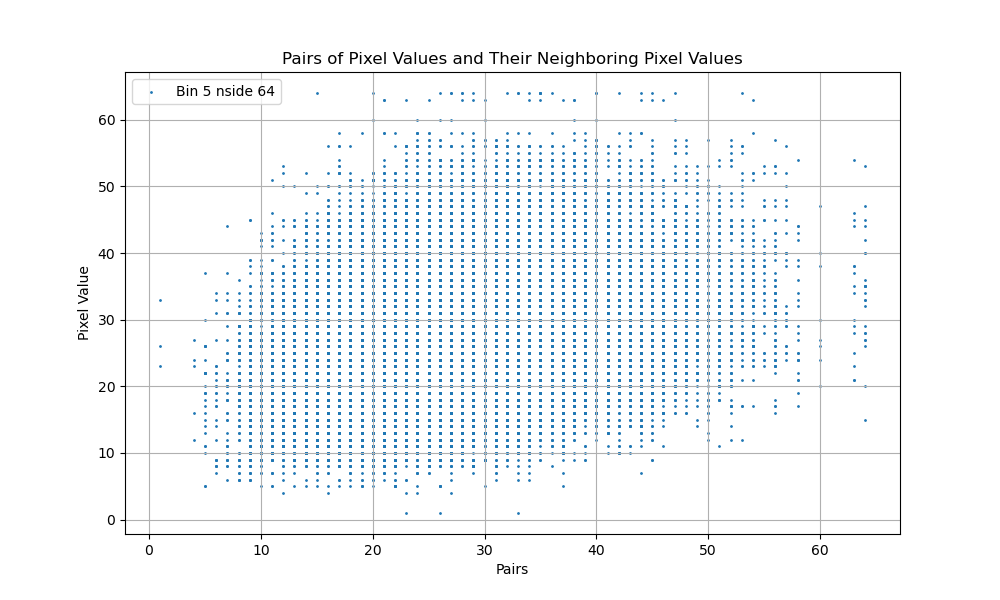 Pairs of Pixel Values and Their Neighboring Pixel Values
Bin 5 nside 64
60
50
40
30
20
10
0
Pixel Value
0 10 20 30 40 50 60
Pairs